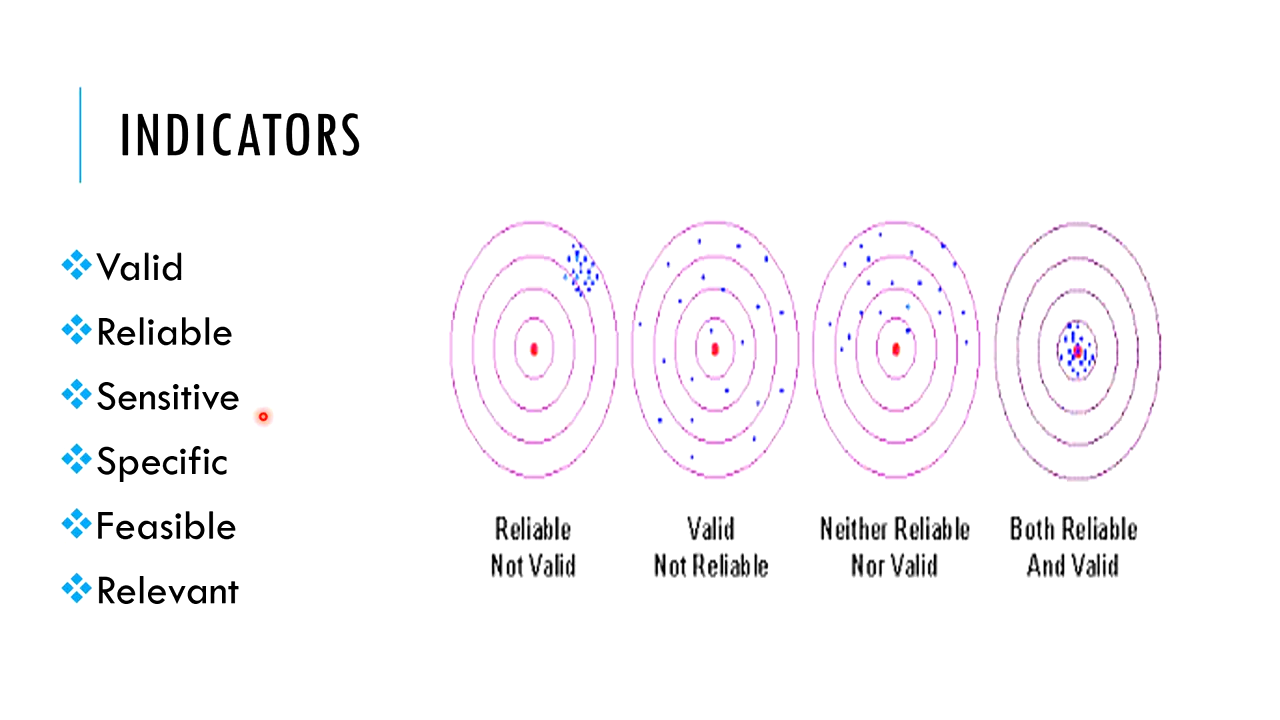 INDICATORS
Valid
Reliable
Sensitive
Specific
Feasible
Relevant
Reliable
Not Valid
Valid
Not Reliable
Neither Reliable
Nor Valid
Both Reliable
And Valid